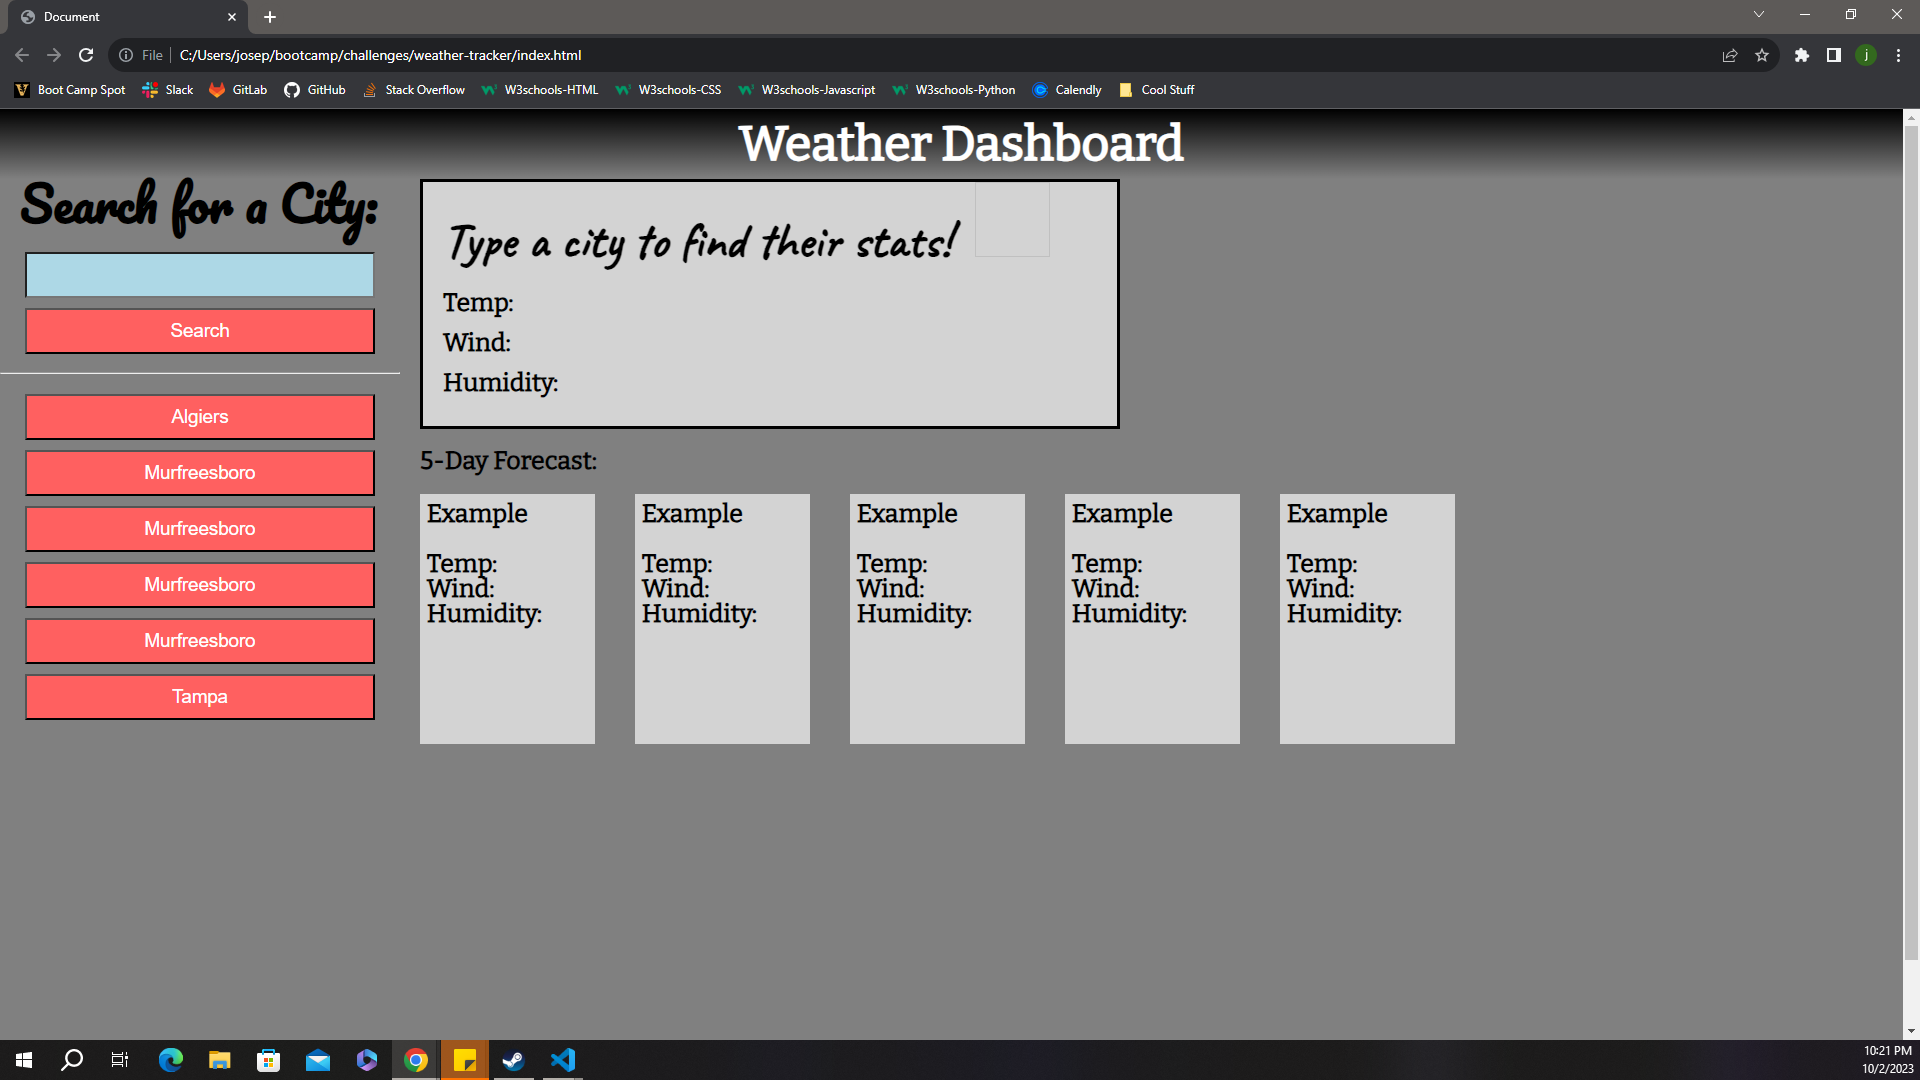 Document
File C:/Users/josep/bootcamp/challenges/weather-tracker/index.html
j
Boot Camp Spot Slack GitLab GitHub Stack Overflow W3schools-HTML W3schools-CSS W3schools-Javascript W3schools-Python Calendly Cool Stuff
Weather Dashboard
Search for a City:
Search
Algiers
Murfreesboro
Murfreesboro
Murfreesboro
Murfreesboro
Tampa
Type a city to find their stats!
Temp:
Wind:
Humidity:
5-Day Forecast:
Example
Temp:
Wind:
Humidity:
Example
Temp:
Wind:
Humidity:
Example
Temp:
Wind:
Humidity:
Example
Temp:
Wind:
Humidity:
Example
Temp:
Wind:
Humidity:
10:21 PM
10/2/2023